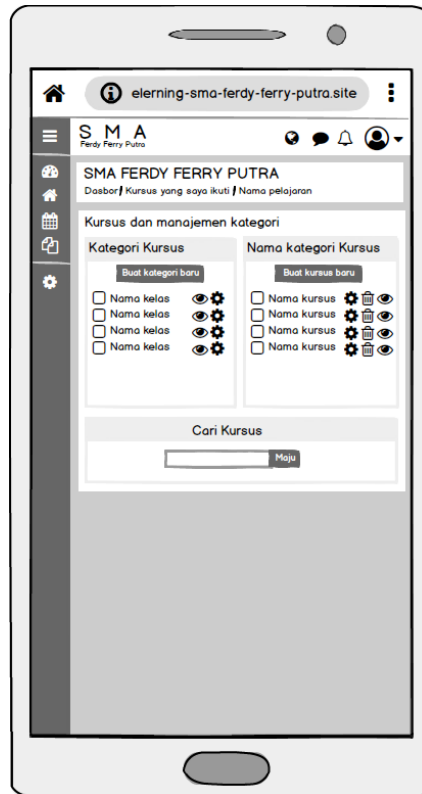 elerning-sma-ferdy-ferry-putra.site
S M A
Ferdy Ferry Putra
SMA FERDY FERRY PUTRA
Dasbor/ Kursus yang saya ikuti / Nama pelajaran
Kursus dan manajemen kategori
Kategori Kursus
Buat kategori baru
Nama kelas
Nama kelas
Nama kelas
Nama kelas
Nama kategori Kursus
Buat kursus baru
Nama kursus
Nama kursus
Nama kursus
Nama kursus
Cari Kursus
Maju